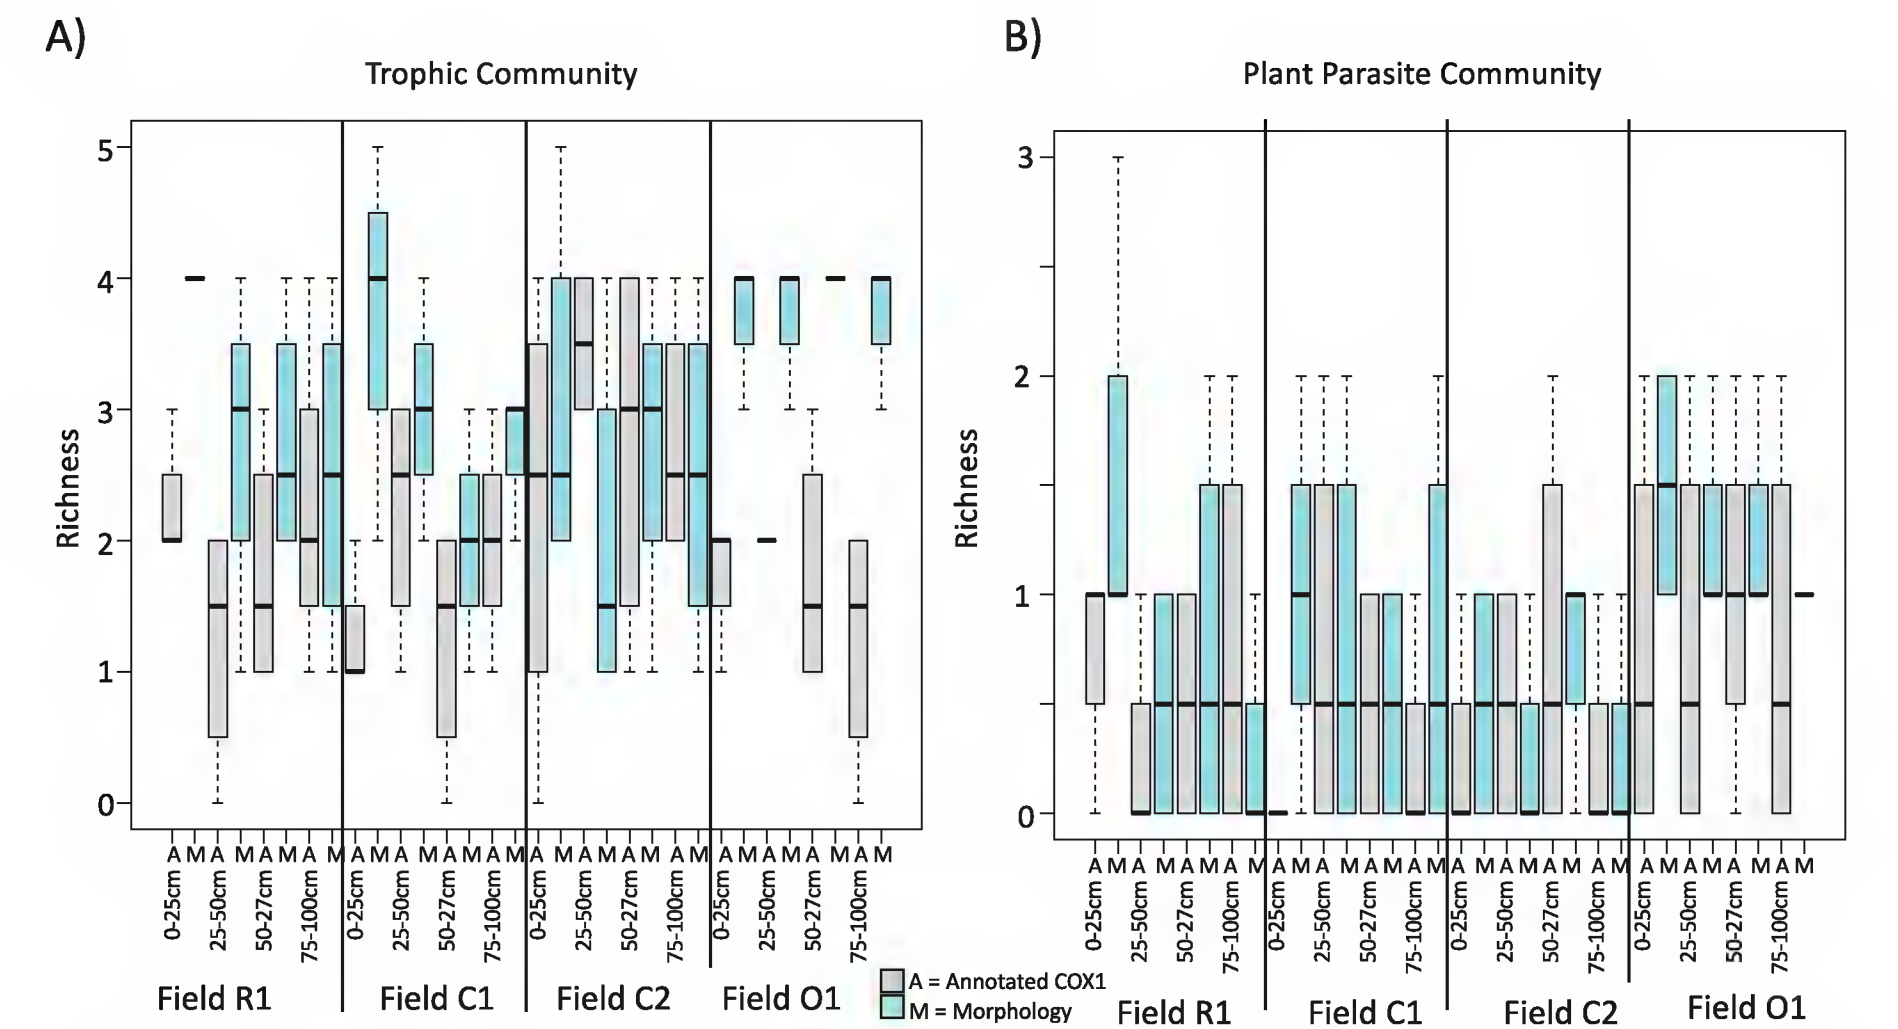 A)
Trophic Community
Richness
5
4
3
2
1
0
A M A M A M A M A M A M A M A M A M A M A M A M A M A M A M A M
0-25cm 25-50cm 50-27cm 75-100cm 0-25cm 25-50cm 50-27cm 75-100cm 0-25cm 25-50cm 50-27cm 75-100cm 0-25cm 25-50cm 50-27cm 75-100cm
Field R1 Field C1 Field C2 Field O1
A = Annotated COX1
M = Morphology
B)
Plant Parasite Community
Richness
3
2
1
0
A M A M A M A M A M A M A M A M A M A M A M A M A M A M A M A M
0-25cm 25-50cm 50-27cm 75-100cm 0-25cm 25-50cm 50-27cm 75-100cm 0-25cm 25-50cm 50-27cm 75-100cm 0-25cm 25-50cm 50-27cm 75-100cm
Field R1 Field C1 Field C2 Field O1